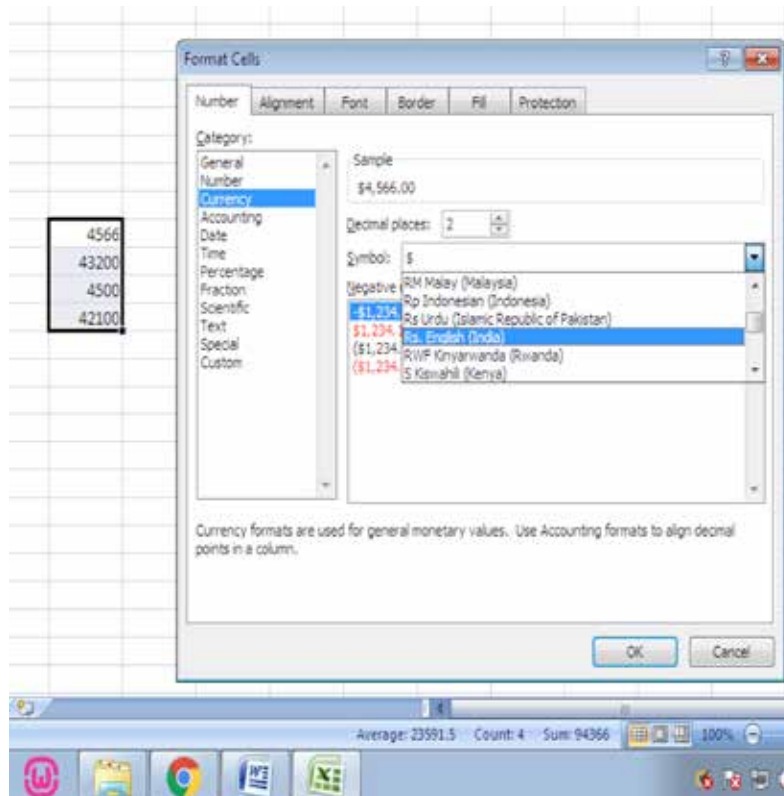 Format Cells
Number Alignment Font Border Fill Protection
Category:
General
Number
Currency
Accounting
Date
Time
Percentage
Fraction
Scientific
Text
Special
Custom
Sample
$4,566.00
Decimal places: 2
Symbol: $
RM Malay (Malaysia)
Rp Indonesian (Indonesia)
Rs Urdu (Islamic Republic of Pakistan)
Rs. English (India)
RWF Kinyarwanda (Rwanda)
S Kiswahili (Kenya)
Negative
-$1,234.
$1,234.
($1,234.
($1,234.
4566
43200
4500
42100
Currency formats are used for general monetary values. Use Accounting formats to align decimal
points in a column.
OK Cancel
Average: 23591.5 Count: 4 Sum: 94366 100%